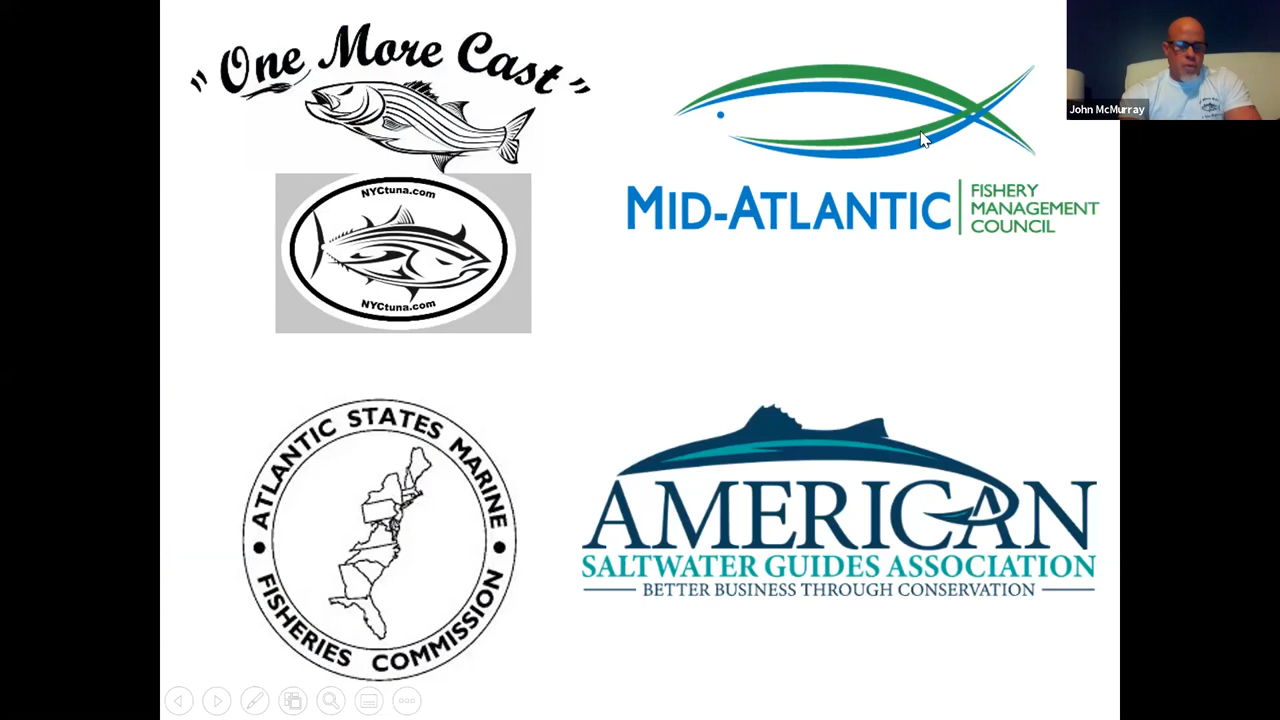 "One More Cast"
NYCtuna.com
NYCtuna.com
MID-ATLANTIC
FISHERY
MANAGEMENT
COUNCIL
John McMurray
ATLANTIC STATES MARINE
FISHERIES COMMISSION
AMERICAN
SALTWATER GUIDES ASSOCIATION
BETTER BUSINESS THROUGH CONSERVATION